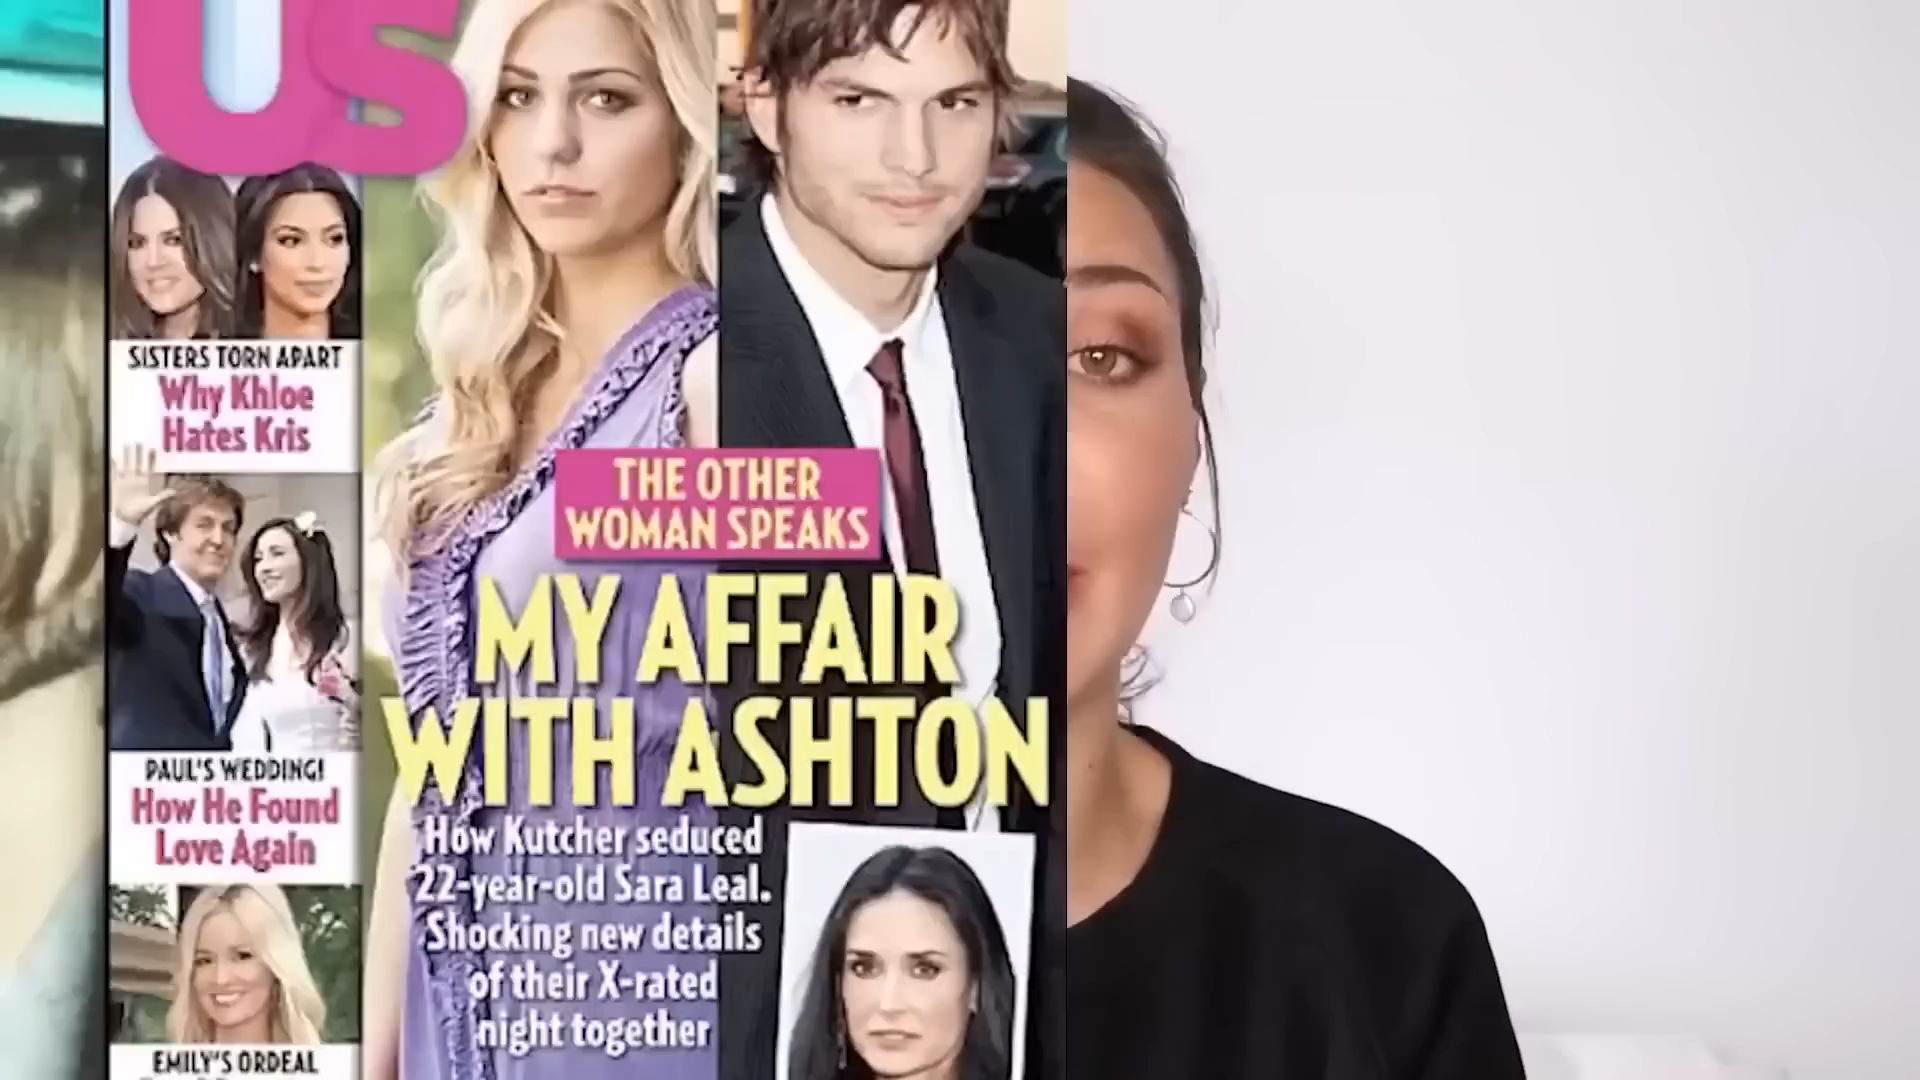 US
SISTERS TORN APART
Why Khloe
Hates Kris
PAUL'S WEDDING!
How He Found
Love Again
EMILY'S ORDEAL
THE OTHER
WOMAN SPEAKS
MY AFFAIR
WITH ASHTON
How Kutcher seduced
22-year-old Sara Leal.
Shocking new details
of their X-rated
night together